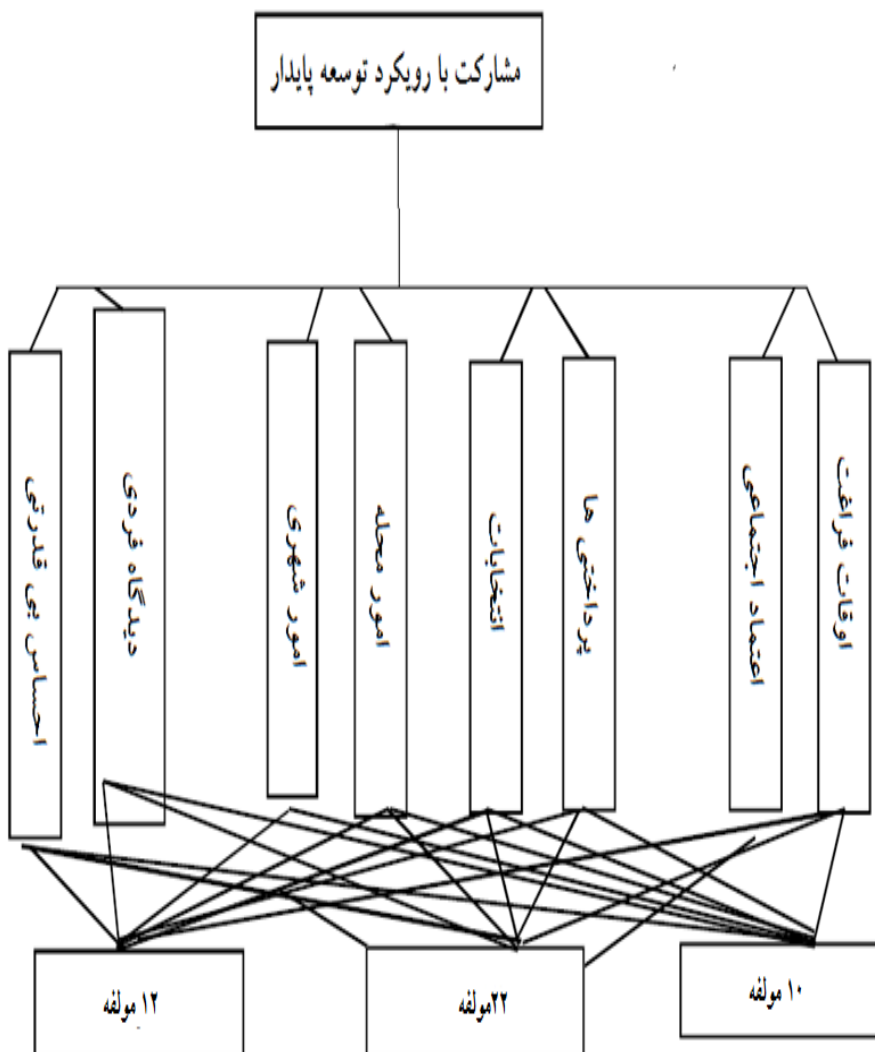 مشارکت با رویکرد توسعه پایدار
اوقات فراغت
اعتماد اجتماعی
پرداختی ها
انتخابات
امور محله
امور شهری
دیدگاه فردی
احساس بی قدرتی
۱۰ مولفه
۲۲مولفه
۱۲ مولفه